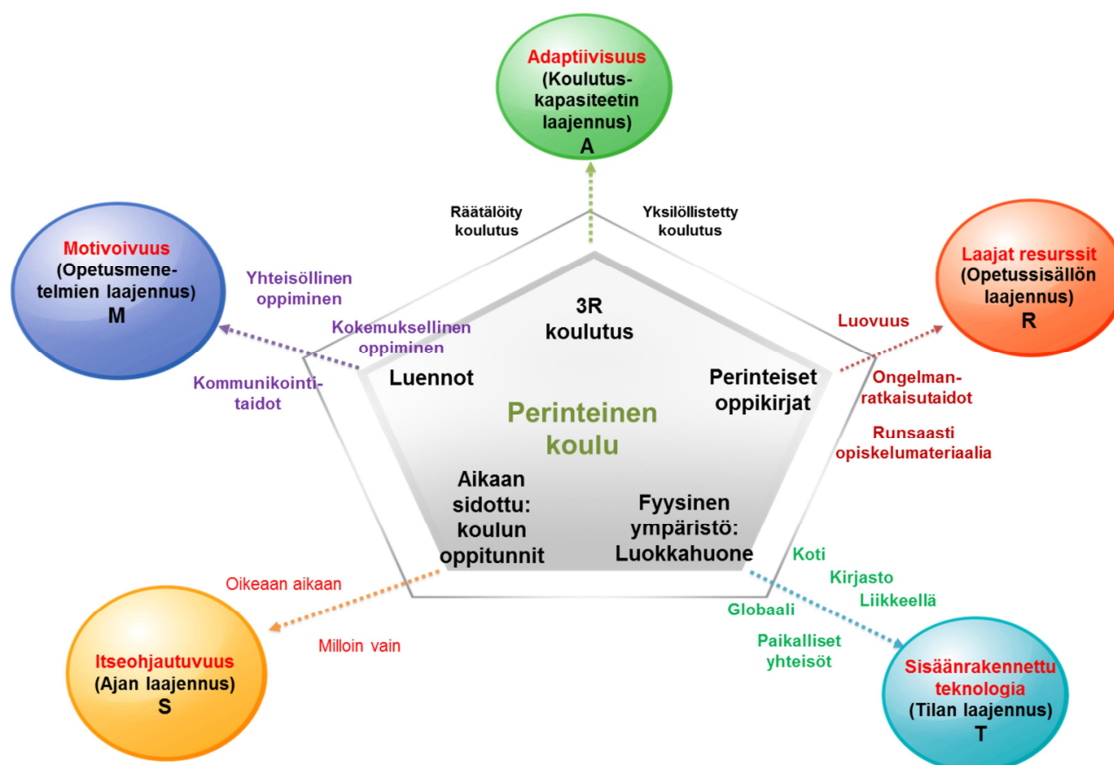 Adaptiivisuus
(Koulutus-
kapasiteetin
laajennus)
A
Räätälöity
koulutus
Yksilöllistetty
koulutus
Motivoivuus
(Opetusmene-
telmien laajennus)
M
Yhteisöllinen
oppiminen
Kokemuksellinen
oppiminen
Kommunikointi-
taidot
Laajat resurssit
(Opetussisällön
laajennus)
R
Luovuus
Ongelman-
ratkaisutaidot
Runsaasti
opiskelumateriaalia
3R
koulutus
Luennot
Perinteiset
oppikirjat
Perinteinen
koulu
Aikaan
sidottu:
koulun
oppitunnit
Fyysinen
ympäristö:
Luokkahuone
Oikeaan aikaan
Milloin vain
Itseohjautuvuus
(Ajan laajennus)
S
Koti
Kirjasto
Liikkeellä
Globaali
Paikalliset
yhteisöt
Sisäänrakennettu
teknologia
(Tilan laajennus)
T